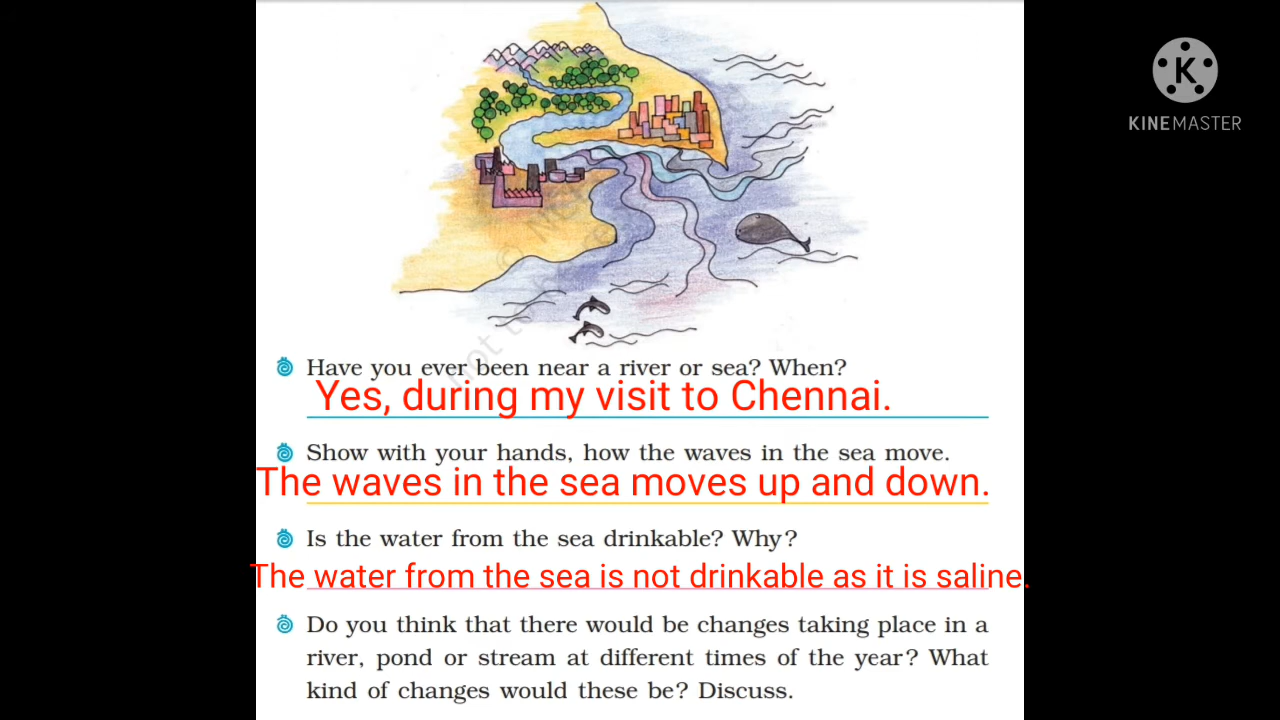 KINEMASTER
Have you ever been near a river or sea? When?
Yes, during my visit to Chennai.
Show with your hands, how the waves in the sea move.
The waves in the sea moves up and down.
Is the water from the sea drinkable? Why?
The water from the sea is not drinkable as it is saline.
Do you think that there would be changes taking place in a
river, pond or stream at different times of the year? What
kind of changes would these be? Discuss.